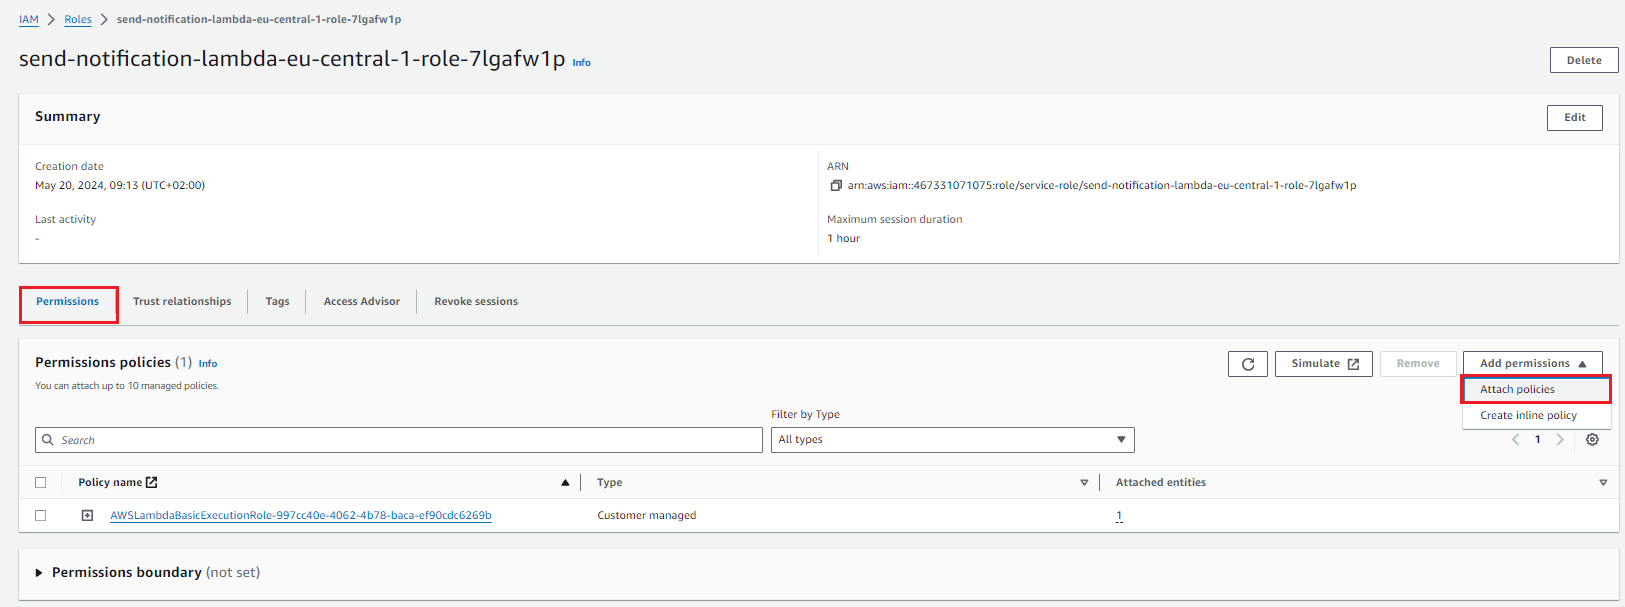 IAM > Roles > send-notification-lambda-eu-central-1-role-7lgafw1p
send-notification-lambda-eu-central-1-role-7lgafw1p Info
Delete
Summary
Edit
Creation date
May 20, 2024, 09:13 (UTC+02:00)
ARN
arn:aws:iam::467331071075:role/service-role/send-notification-lambda-eu-central-1-role-7lgafw1p
Last activity
-
Maximum session duration
1 hour
Permissions Trust relationships Tags Access Advisor Revoke sessions
Permissions policies (1) Info
You can attach up to 10 managed policies.
Simulate Remove Add permissions
Attach policies
Create inline policy
Filter by Type
Search
All types
1
Policy name Type Attached entities
AWSLambdaBasicExecutionRole-997cc40e-4062-4b78-baca-ef90cdc6269b Customer managed 1
Permissions boundary (not set)